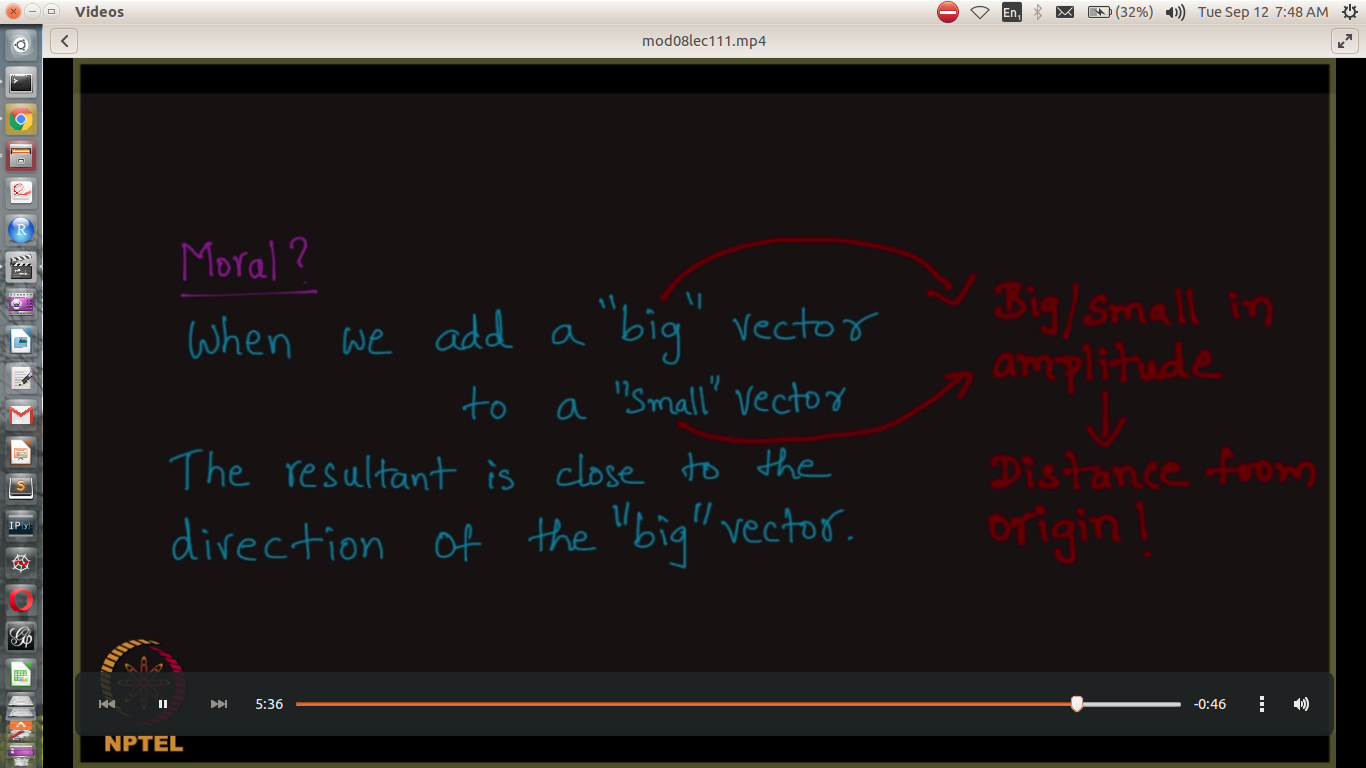 Videos
En1
(32%)
Tue Sep 12 7:48 AM
mod08lec111.mp4
Moral?
When we add a "big" vector
to a "small" vector
The resultant is close to the
direction of the "big" vector.
Big/small in
amplitude
Distance from
origin!
5:36
-0:46
NPTEL